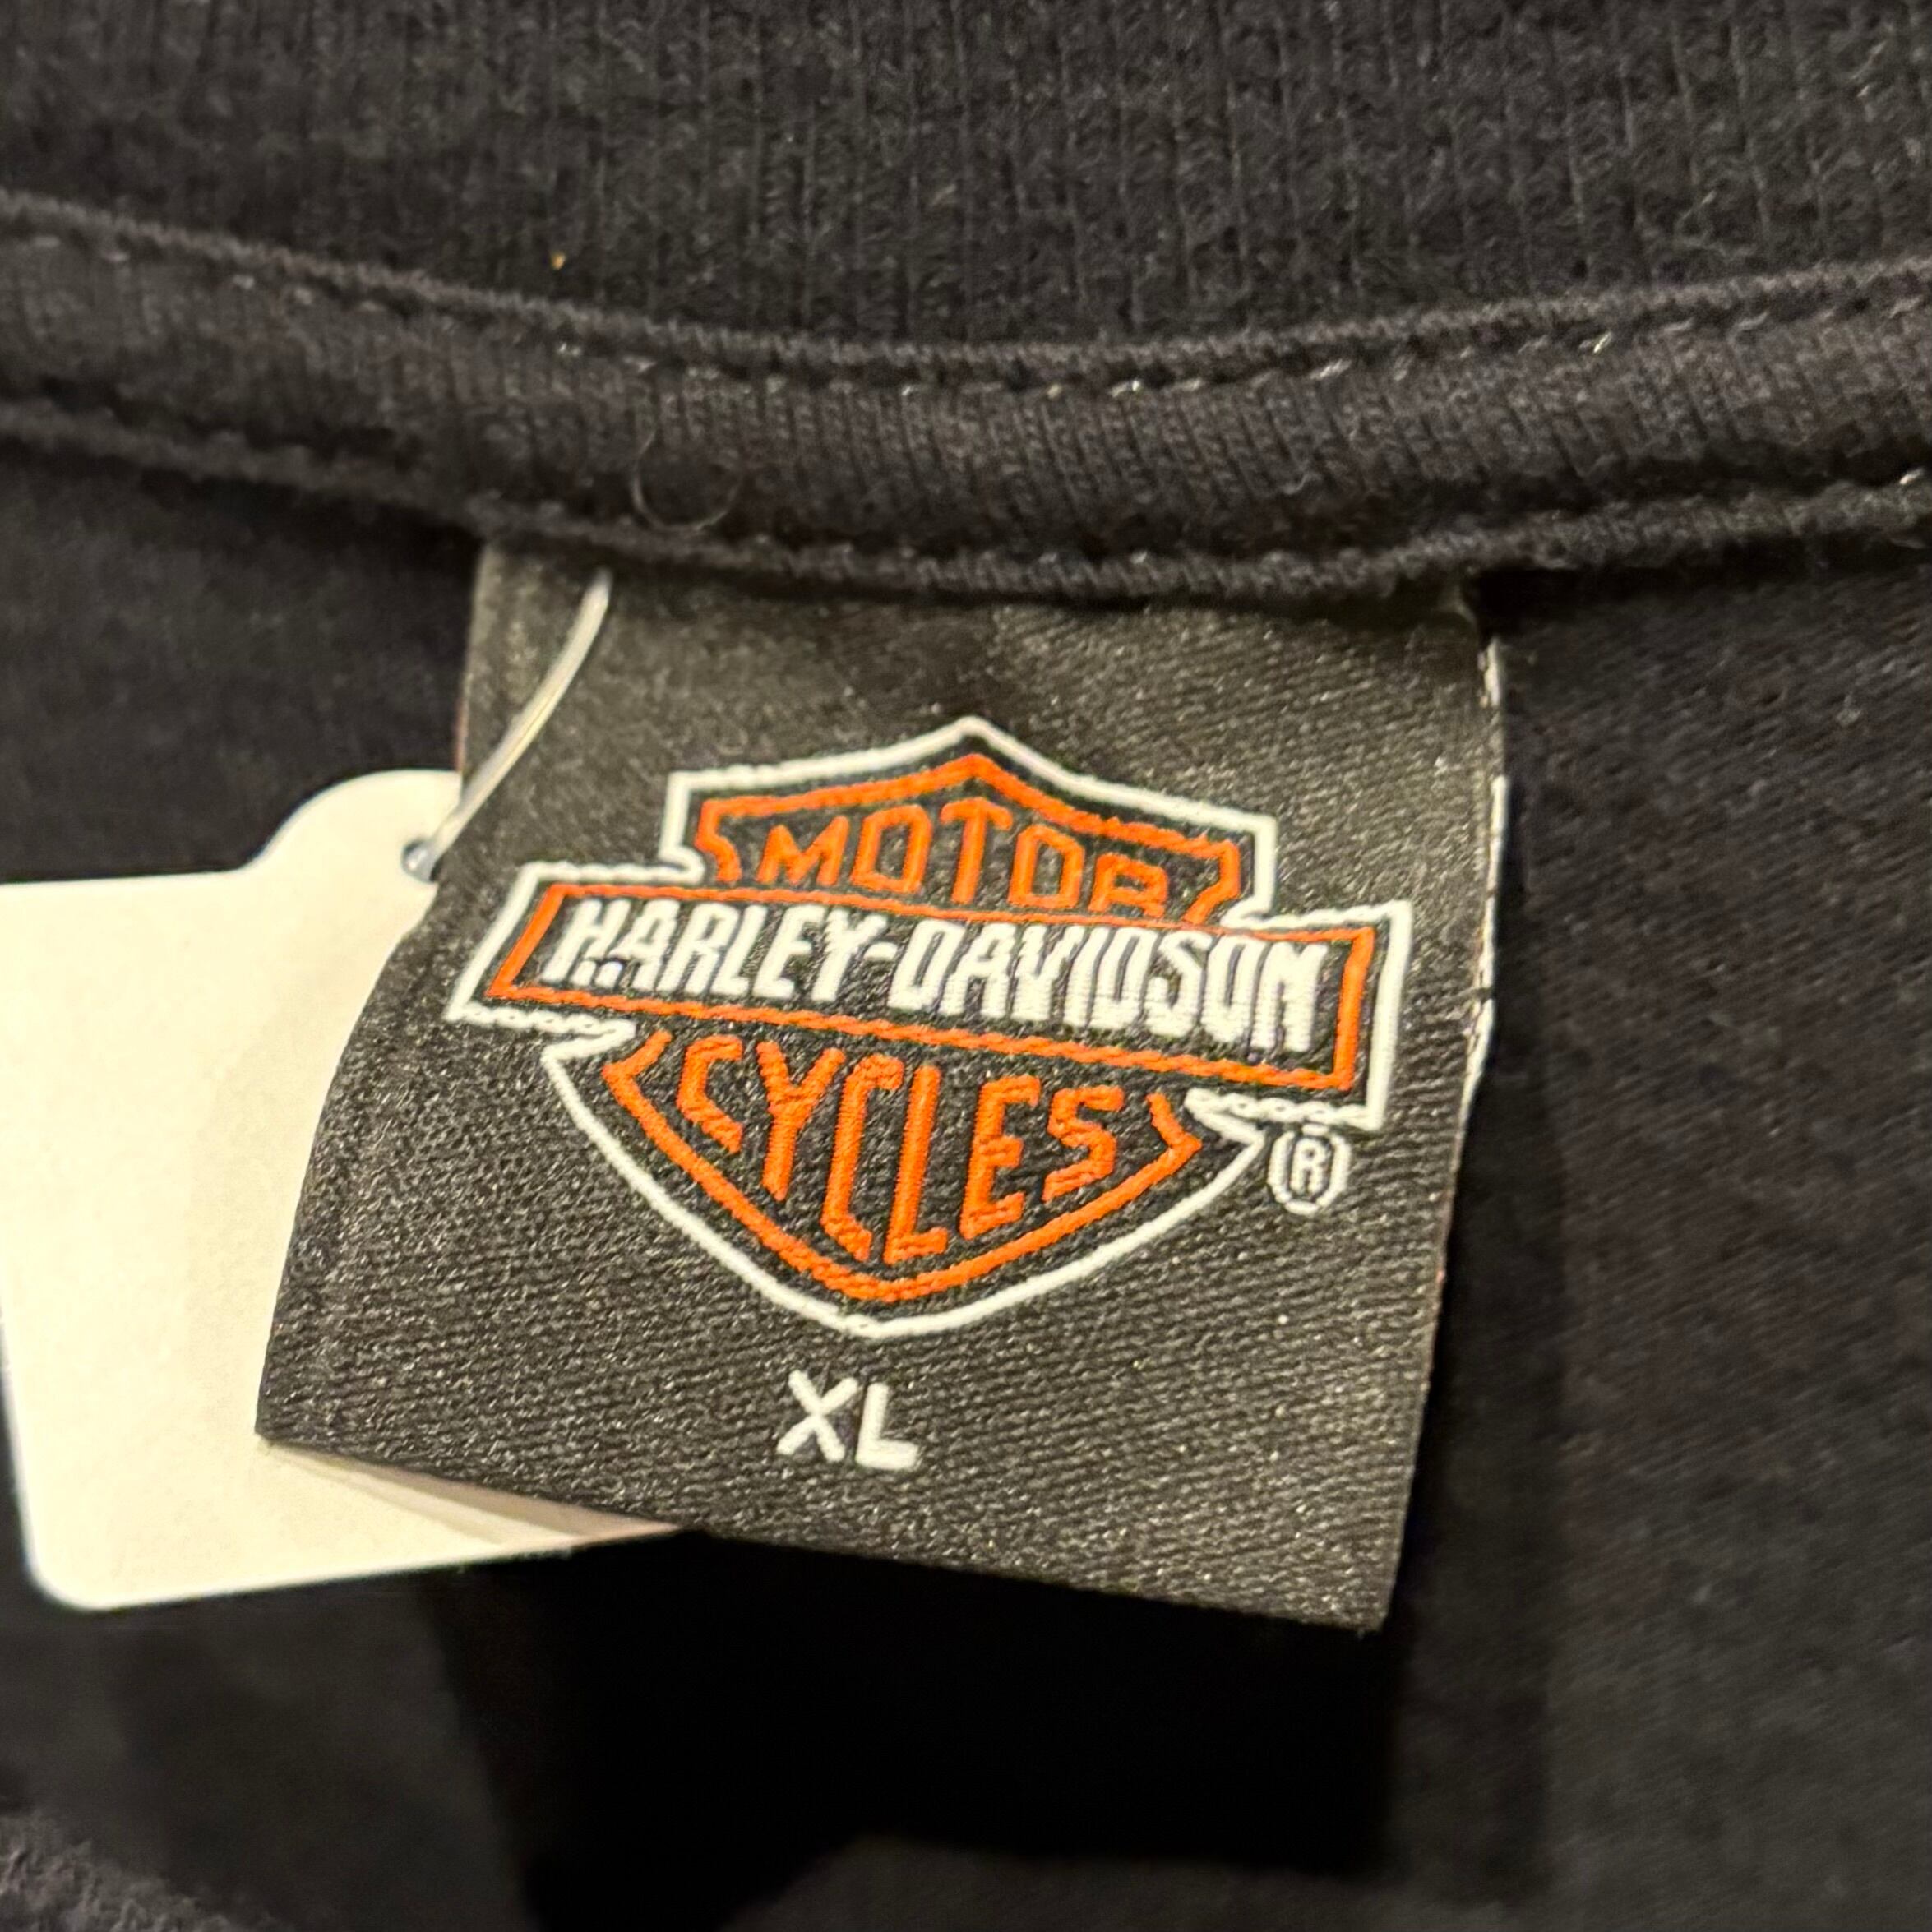 MOTOR
HARLEY-DAVIDSON
CYCLES
®
XL